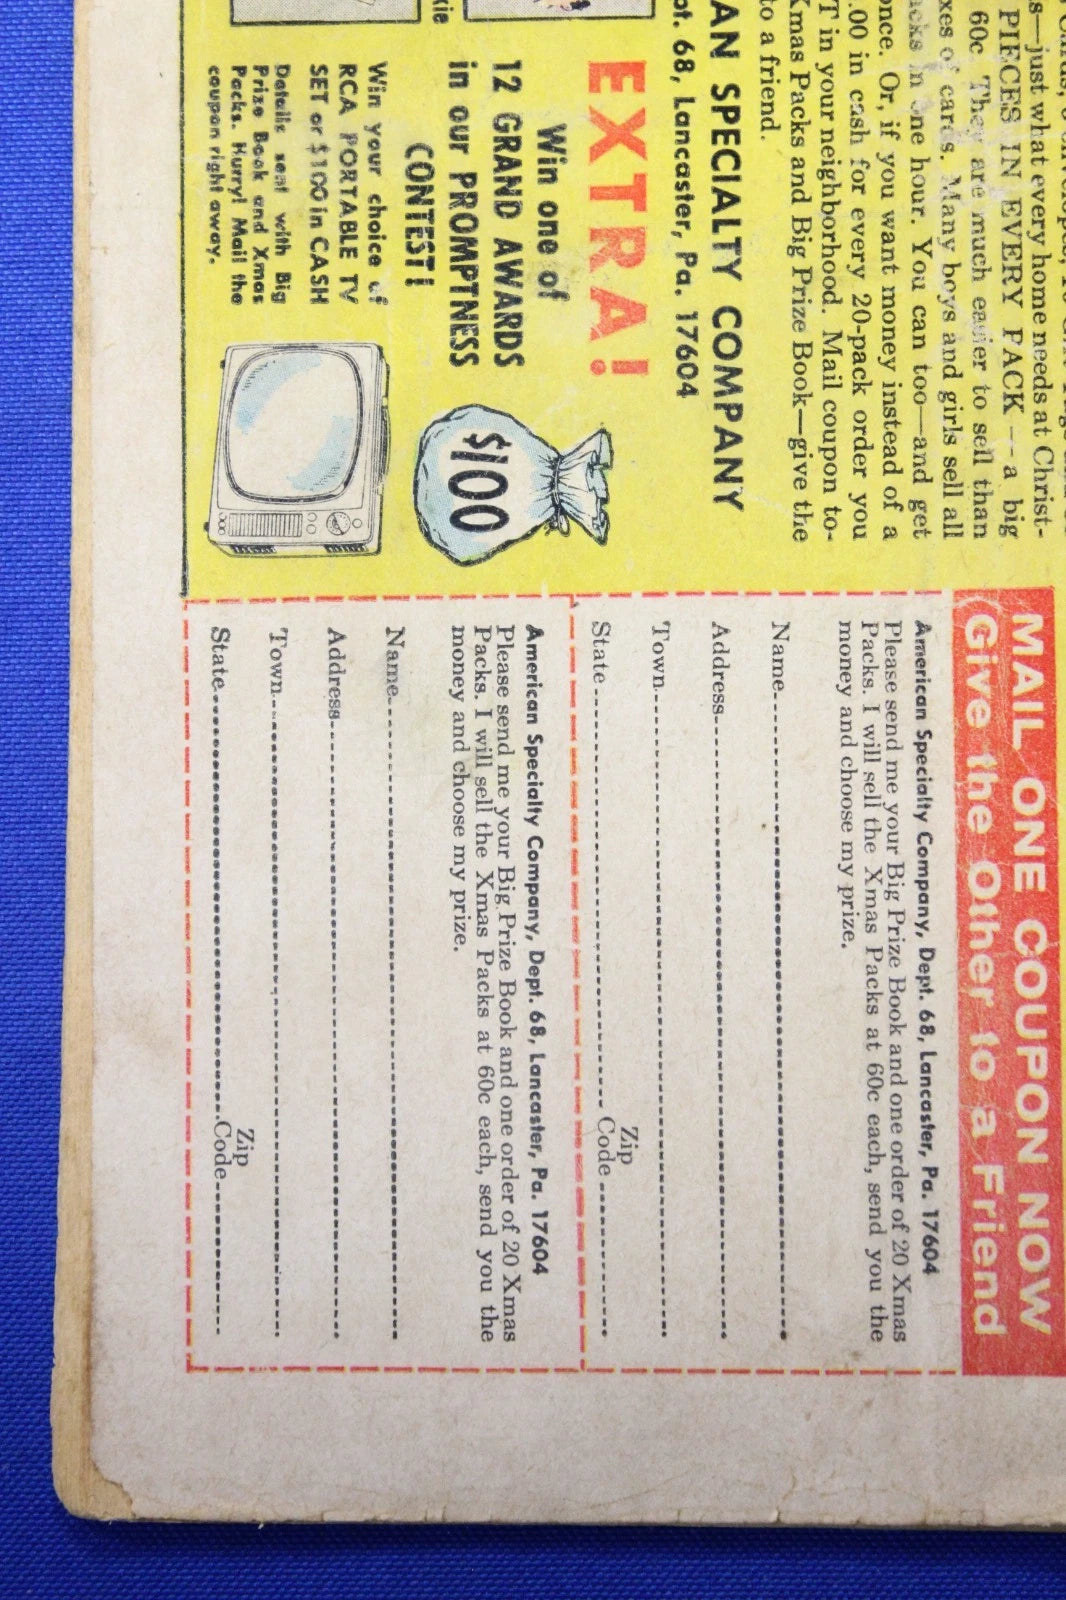 s—just what every home needs at Christ-
PIECES IN EVERY PACK — a big
60c. They are much easier to sell than
of cards. Many boys and girls sell all
in one hour. You can too—and get
Or, if you want money instead of a
.00 in cash for every 20-pack order you
T in your neighborhood. Mail coupon to-
Xmas Packs and Big Prize Book—give the
to a friend.
AN SPECIALTY COMPANY
68, Lancaster, Pa. 17604
EXTRA!
Win one of
12 GRAND AWARDS
in our PROMPTNESS
CONTEST!
Win your choice of
RCA PORTABLE TV
SET or $100 in CASH
Details sent with Big
Prize Book and Xmas
Packs. Hurry! Mail the
coupon right away.
$100
MAIL ONE COUPON NOW
Give the Other to a Friend
American Specialty Company, Dept. 68, Lancaster, Pa. 17604
Please send me your Big Prize Book and one order of 20 Xmas
Packs. I will sell the Xmas Packs at 60c each, send you the
money and choose my prize.
Name
Address
Town
State Zip Code
American Specialty Company, Dept. 68, Lancaster, Pa. 17604
Please send me your Big Prize Book and one order of 20 Xmas
Packs. I will sell the Xmas Packs at 60c each, send you the
money and choose my prize.
Name
Address
Town
State Zip Code